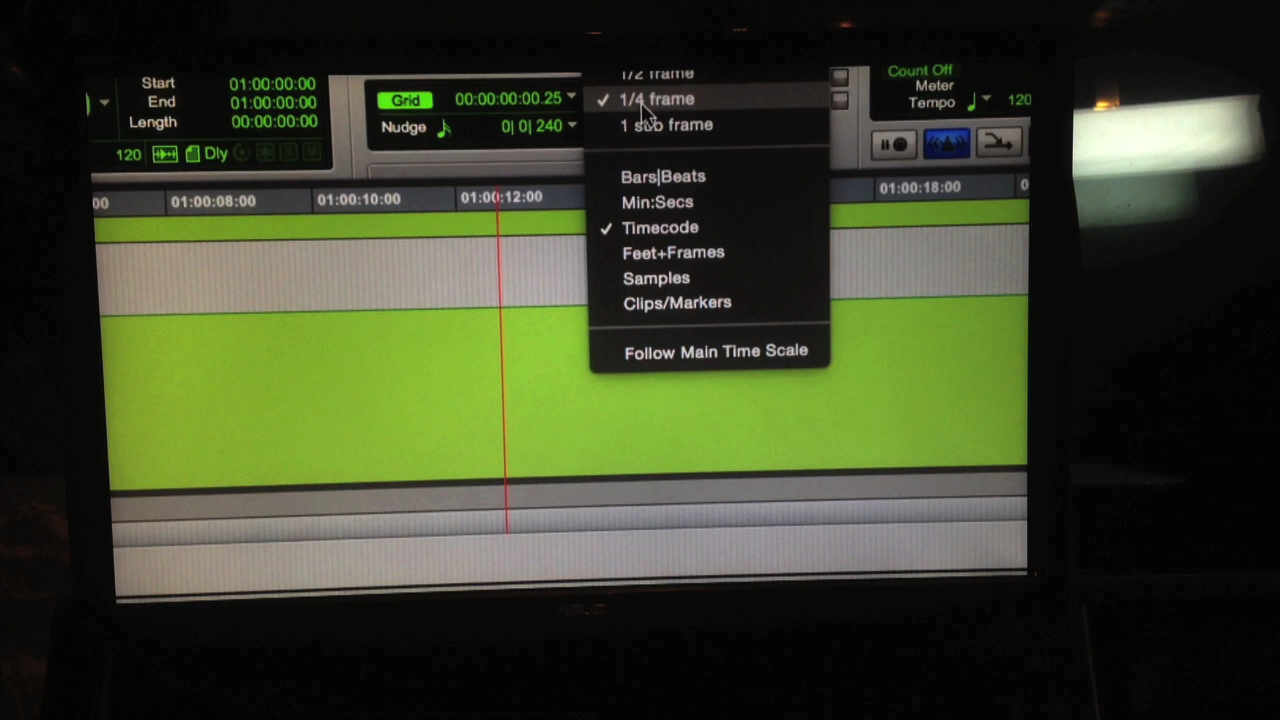 Start 01:00:00:00
End 01:00:00:00
Length 00:00:00:00
120 Dly
Grid 00:00:00:00.25
Nudge 0| 0| 240
1/2 frame
✓ 1/4 frame
1 sub frame
Bars|Beats
Min:Secs
✓ Timecode
Feet+Frames
Samples
Clips/Markers
Follow Main Time Scale
Count Off
Meter
Tempo 120
00 01:00:08:00 01:00:10:00 01:00:12:00 01:00:18:00 0
ASUS